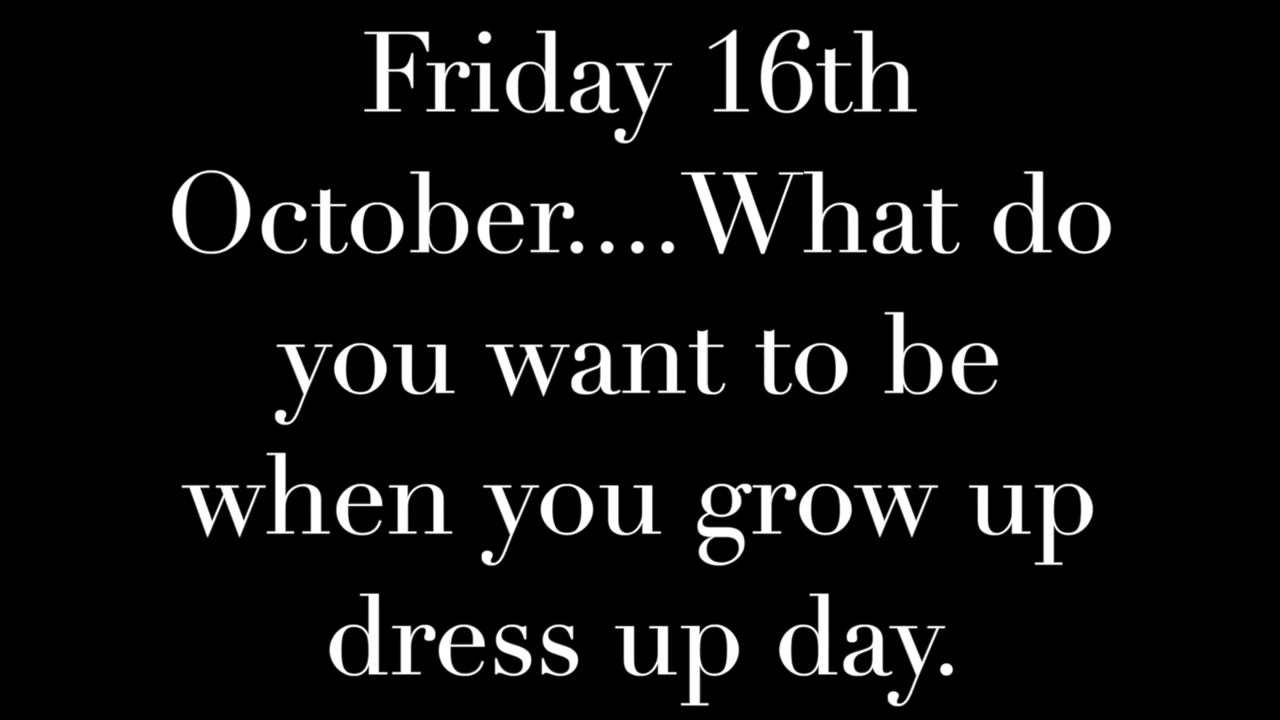 Friday 16th
October....What do
you want to be
when you grow up
dress up day.